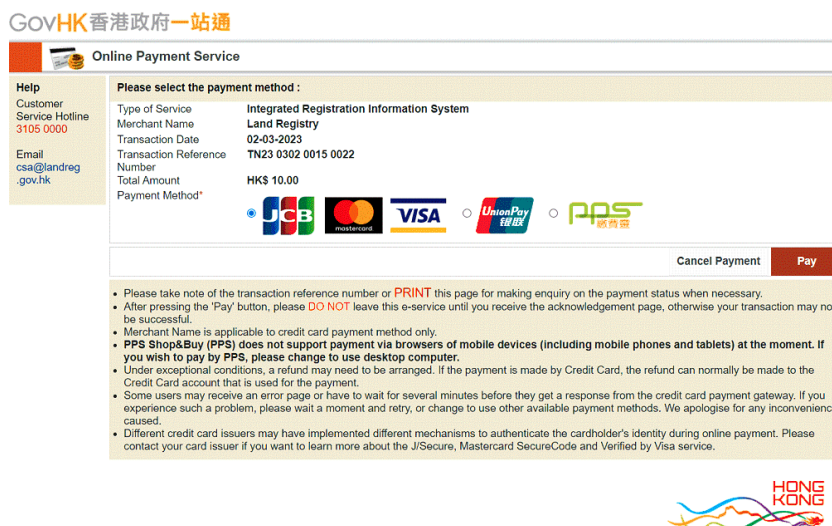 GovHK香港政府一站通
Online Payment Service
Help
Customer
Service Hotline
3105 0000
Email
csa@landreg
.gov.hk
Please select the payment method :
Type of Service Integrated Registration Information System
Merchant Name Land Registry
Transaction Date 02-03-2023
Transaction Reference
Number TN23 0302 0015 0022
Total Amount HK$ 10.00
Payment Method*
JCB mastercard VISA UnionPay 银联 PPS 繳費靈
Cancel Payment Pay
Please take note of the transaction reference number or PRINT this page for making enquiry on the payment status when necessary.
After pressing the 'Pay' button, please DO NOT leave this e-service until you receive the acknowledgement page, otherwise your transaction may no
be successful.
Merchant Name is applicable to credit card payment method only.
PPS Shop&Buy (PPS) does not support payment via browsers of mobile devices (including mobile phones and tablets) at the moment. If
you wish to pay by PPS, please change to use desktop computer.
Under exceptional conditions, a refund may need to be arranged. If the payment is made by Credit Card, the refund can normally be made to the
Credit Card account that is used for the payment.
Some users may receive an error page or have to wait for several minutes before they get a response from the credit card payment gateway. If you
experience such a problem, please wait a moment and retry, or change to use other available payment methods. We apologise for any inconvenienc
caused.
Different credit card issuers may have implemented different mechanisms to authenticate the cardholder's identity during online payment. Please
contact your card issuer if you want to learn more about the J/Secure, Mastercard SecureCode and Verified by Visa service.
HONG
KONG